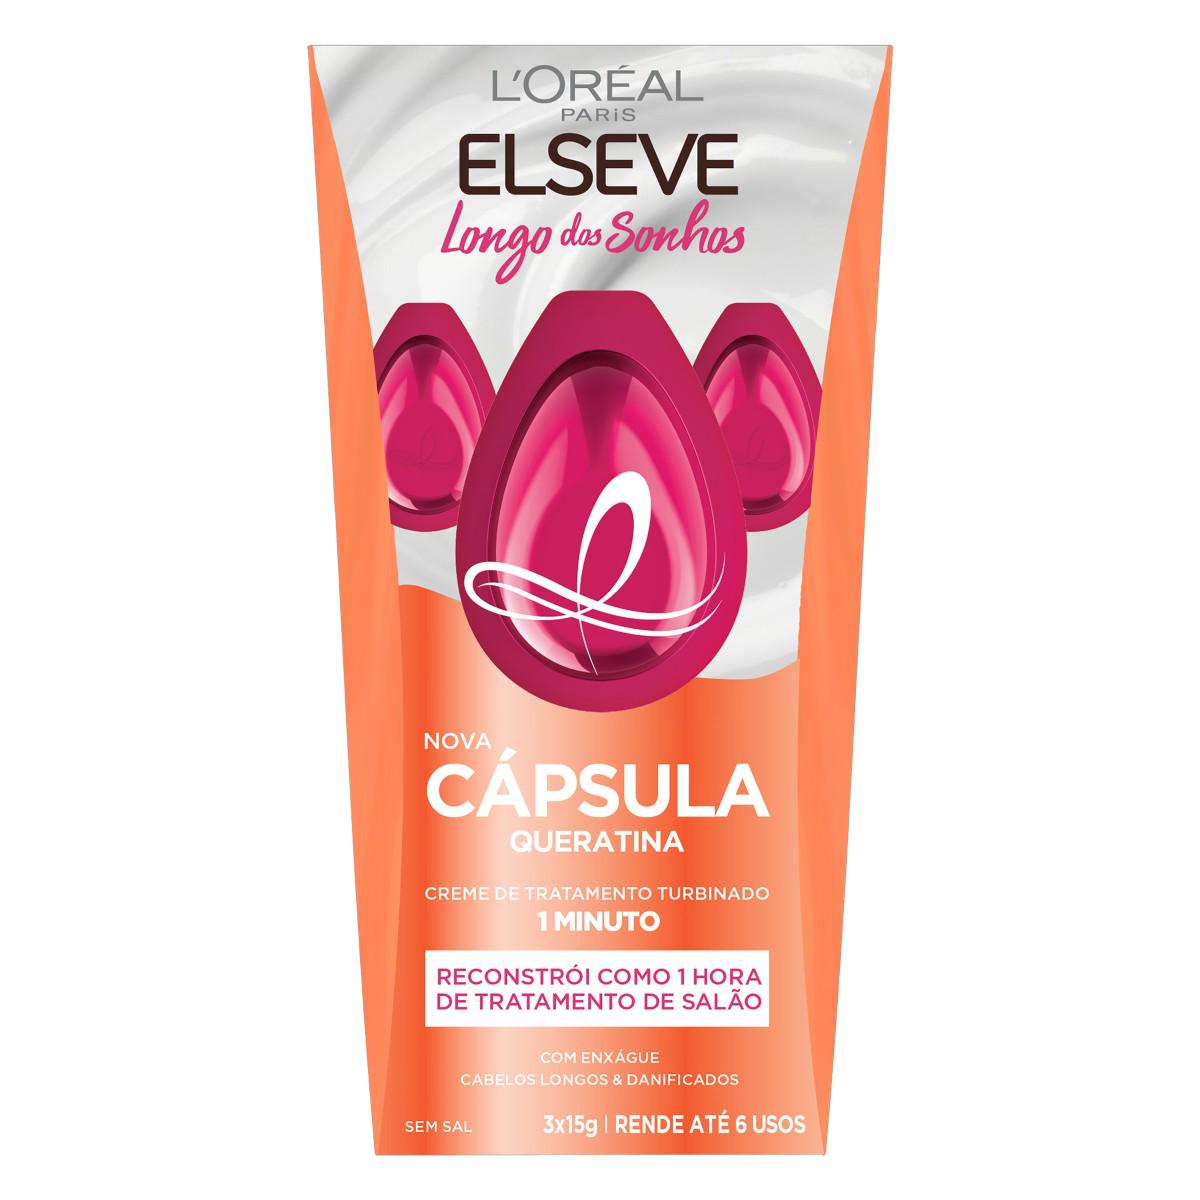 L'ORÉAL
PARiS
ELSEVE
Longo dos Sonhos
NOVA
CÁPSULA
QUERATINA
CREME DE TRATAMENTO TURBINADO
1 MINUTO
RECONSTRÓI COMO 1 HORA
DE TRATAMENTO DE SALÃO
COM ENXÁGUE
CABELOS LONGOS & DANIFICADOS
SEM SAL 3x15g | RENDE ATÉ 6 USOS